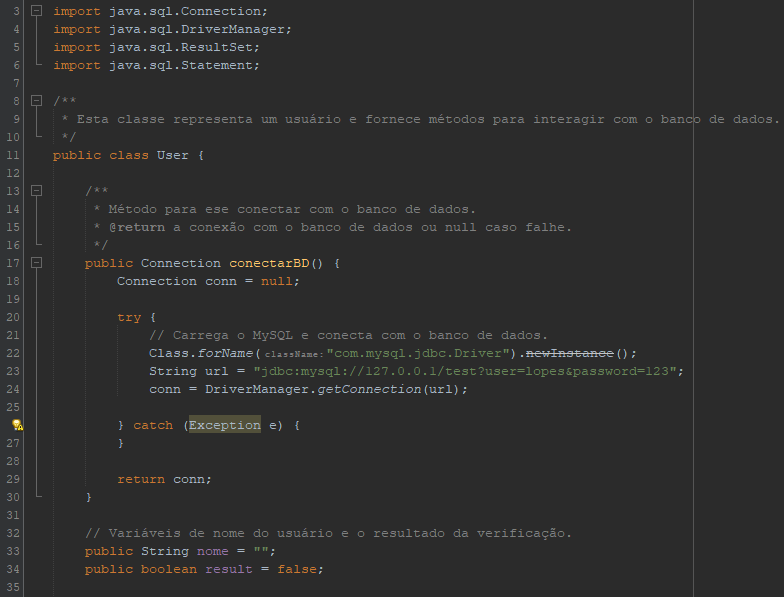 3 import java.sql.Connection;
4 import java.sql.DriverManager;
5 import java.sql.ResultSet;
6 import java.sql.Statement;
7
8 /**
9 * Esta classe representa um usuário e fornece métodos para interagir com o banco de dados.
10 */
11 public class User {
12
13 /**
14 * Método para ese conectar com o banco de dados.
15 * @return a conexão com o banco de dados ou null caso falhe.
16 */
17 public Connection conectarBD() {
18 Connection conn = null;
19
20 try {
21 // Carrega o MySQL e conecta com o banco de dados.
22 Class.forName( className: "com.mysql.jdbc.Driver").newInstance();
23 String url = "jdbc:mysql://127.0.0.1/test?user=lopes&password=123";
24 conn = DriverManager.getConnection(url);
25
} catch (Exception e) {
27 }
28
29 return conn;
30 }
31
32 // Variáveis de nome do usuário e o resultado da verificação.
33 public String nome = "";
34 public boolean result = false;
35